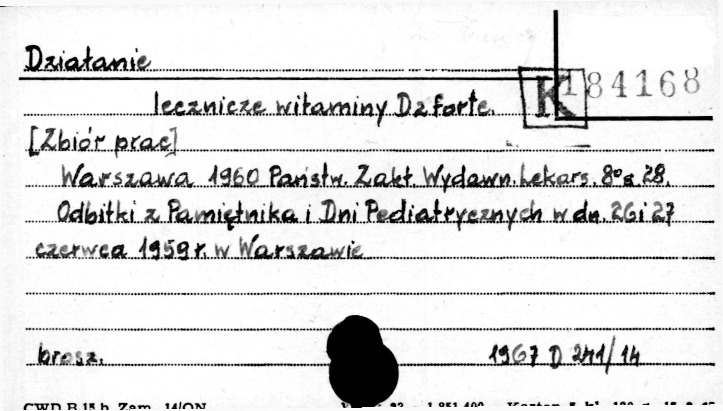 Działanie
K 184168
lecznicze witaminy D2 forte.
[Zbiór prac]
Warszawa 1960 Państw. Zakł. Wydawn. Lekars. 8° s. 28.
Odbitki z Pamiętnika i Dni Pediatrycznych w dn. 26 i 27
czerwca 1959 r. w Warszawie
brosz.
1967 D 241/14
CWD B 15 h Zam. 14/ON